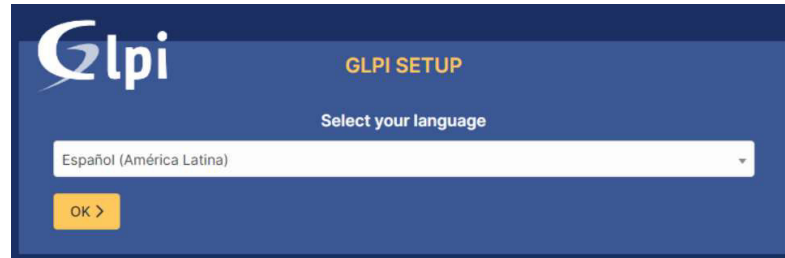 Glpi
GLPI SETUP
Select your language
Español (América Latina)
OK